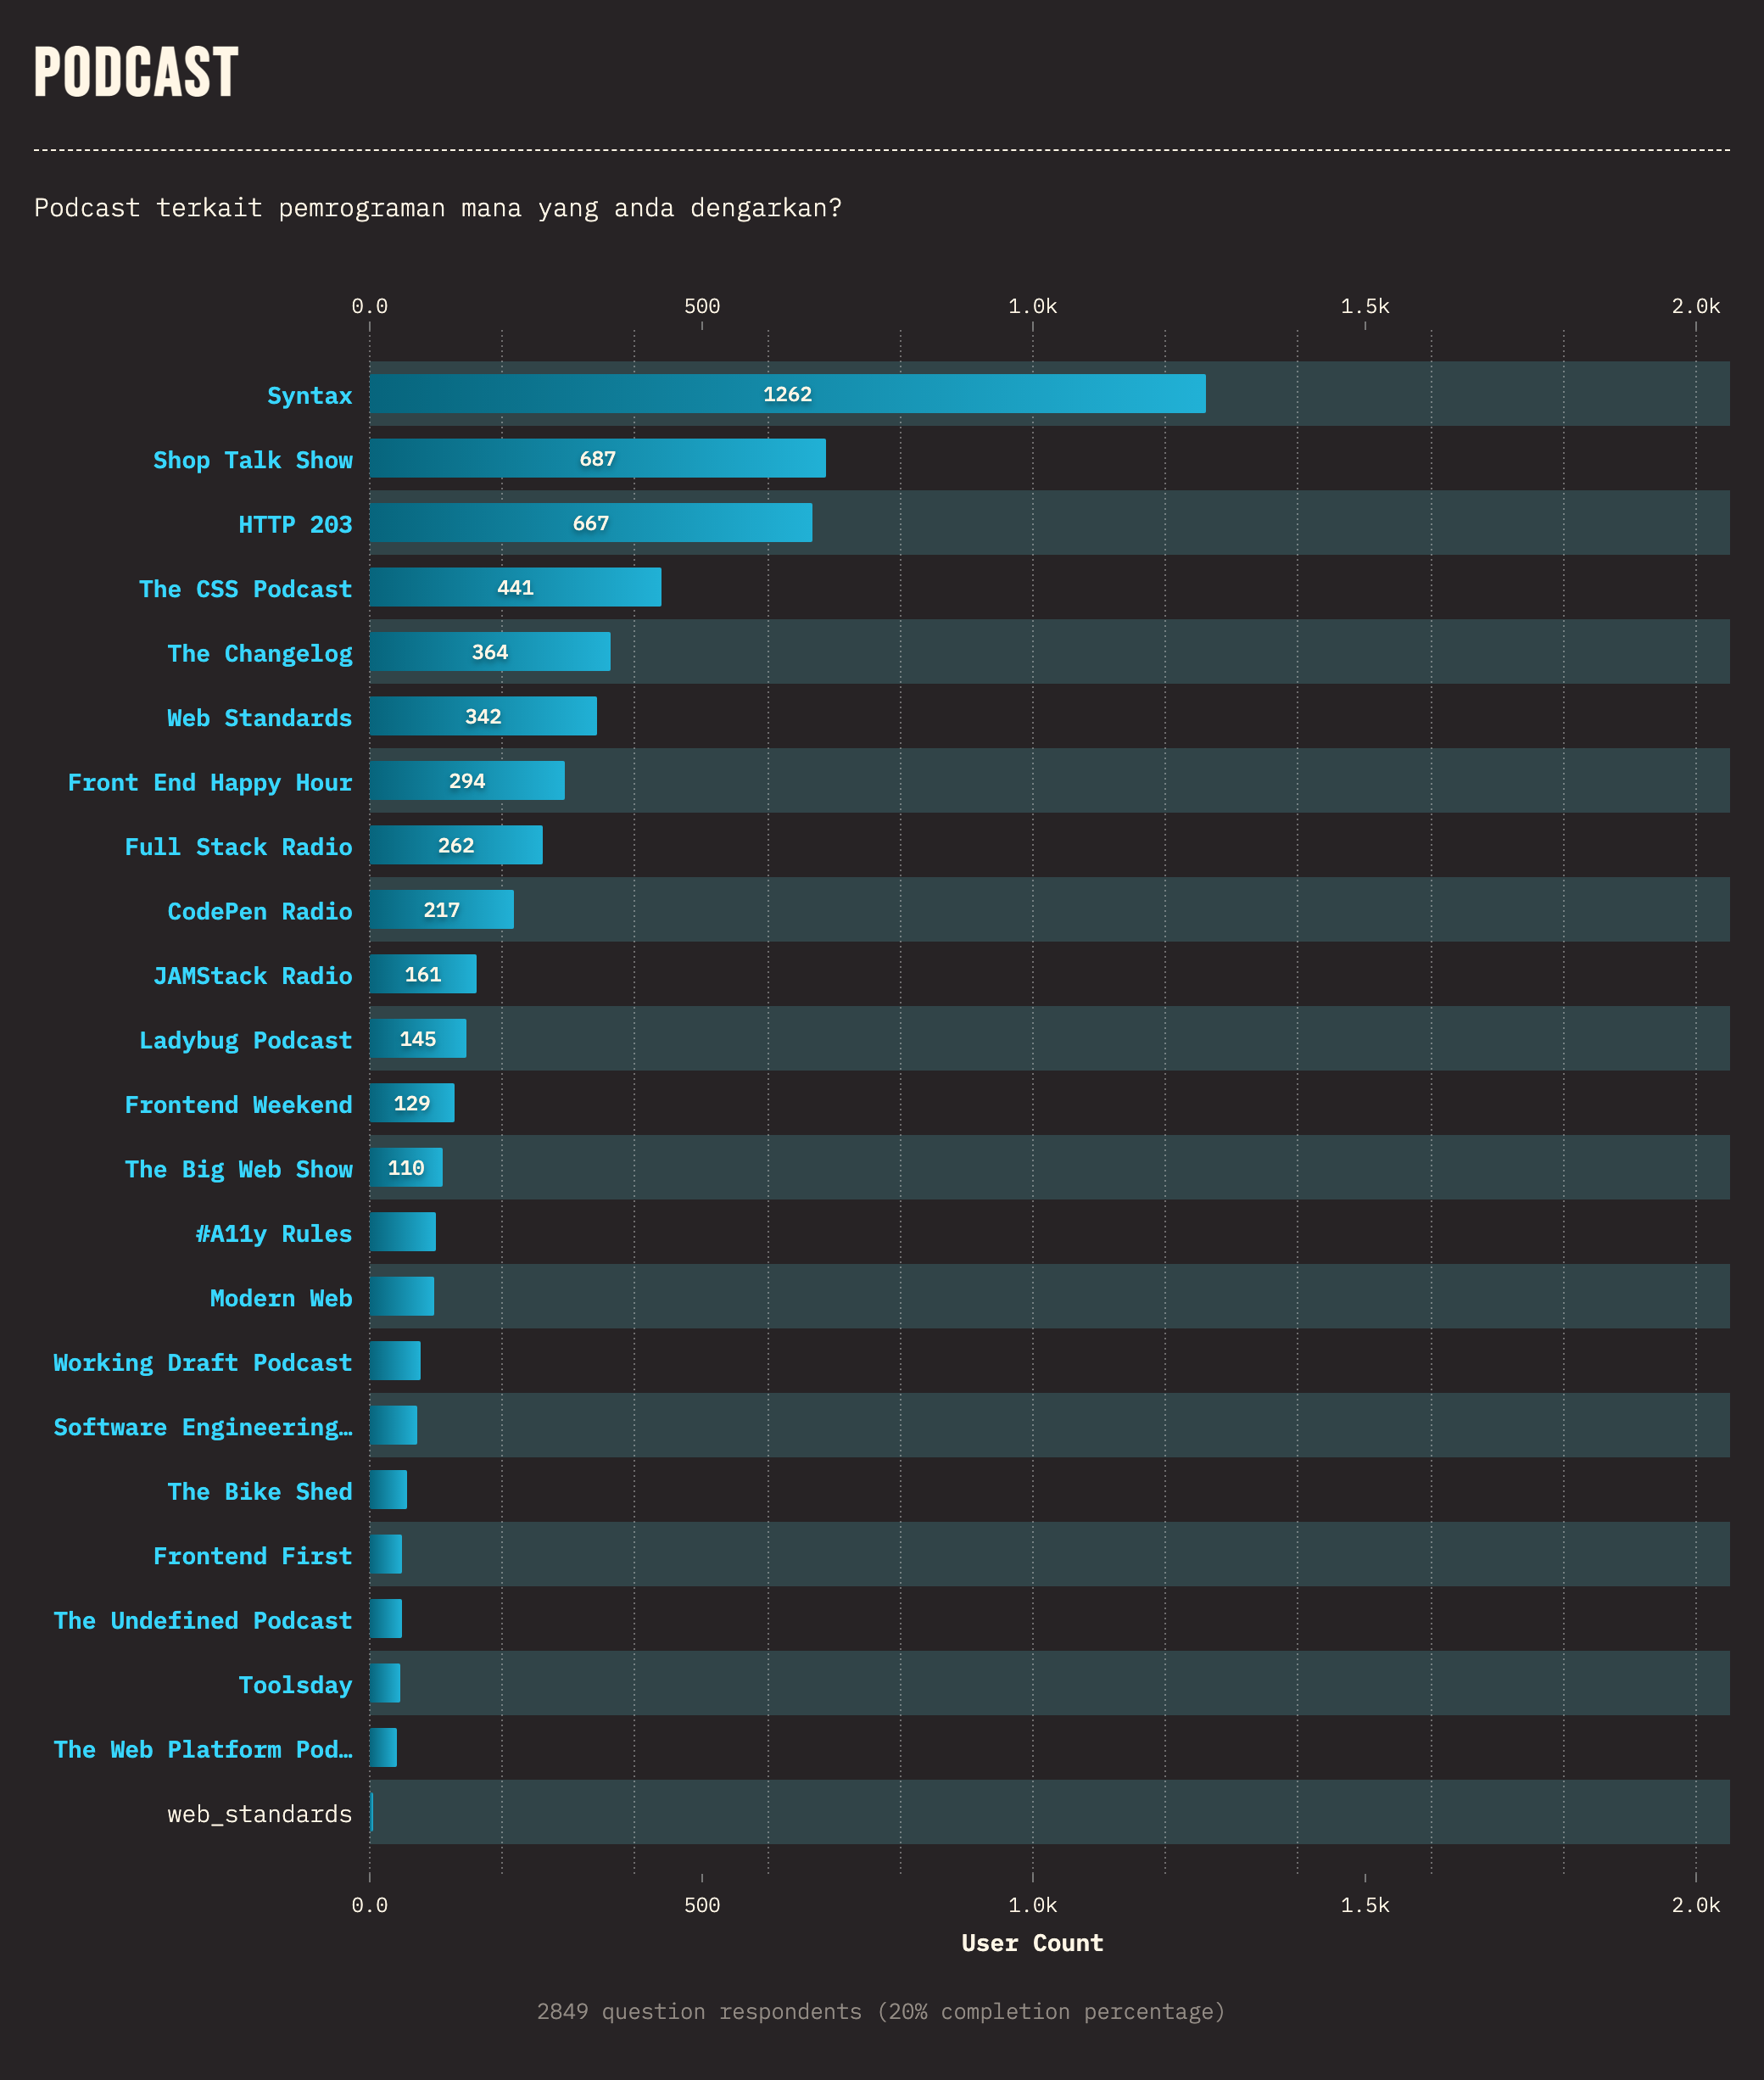 PODCAST
Podcast terkait pemrograman mana yang anda dengarkan?
0.0 500 1.0k 1.5k 2.0k
Syntax 1262
Shop Talk Show 687
HTTP 203 667
The CSS Podcast 441
The Changelog 364
Web Standards 342
Front End Happy Hour 294
Full Stack Radio 262
CodePen Radio 217
JAMStack Radio 161
Ladybug Podcast 145
Frontend Weekend 129
The Big Web Show 110
#A11y Rules
Modern Web
Working Draft Podcast
Software Engineering…
The Bike Shed
Frontend First
The Undefined Podcast
Toolsday
The Web Platform Pod…
web_standards
0.0 500 1.0k 1.5k 2.0k
User Count
2849 question respondents (20% completion percentage)